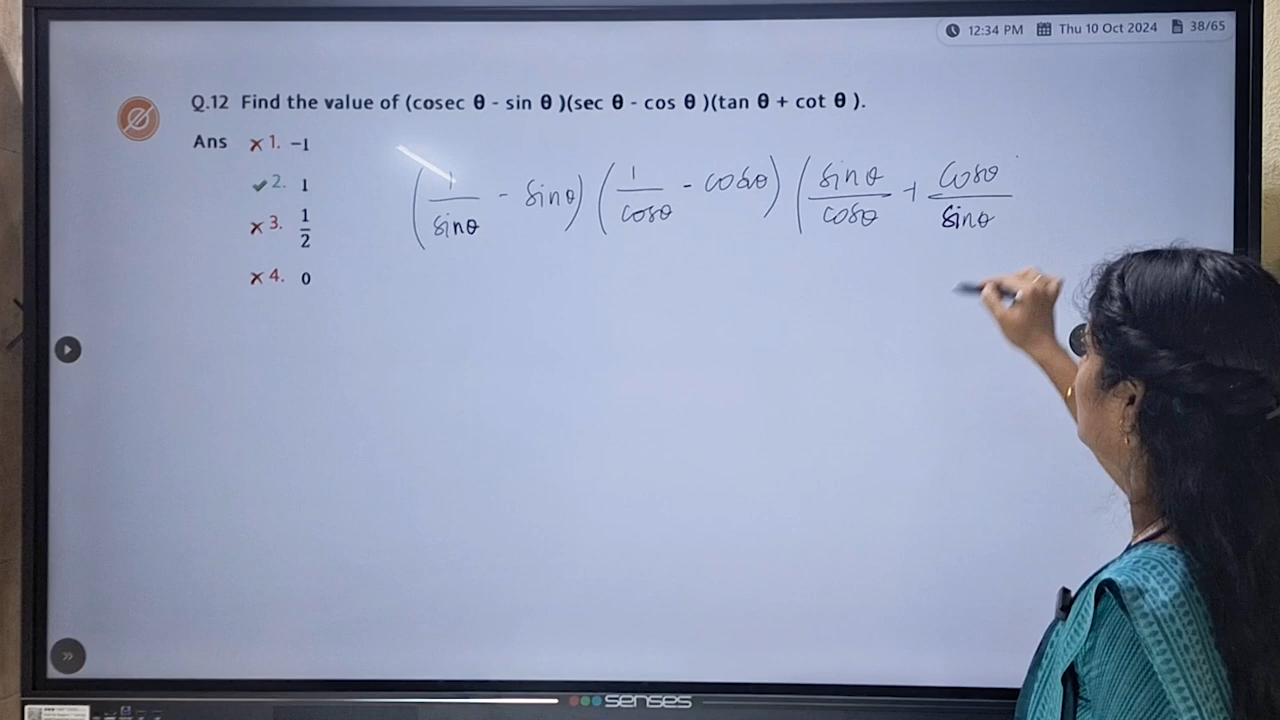 12:34 PM Thu 10 Oct 2024 38/65
Q.12 Find the value of (cosec θ - sin θ )(sec θ - cos θ )(tan θ + cot θ ).
Ans ✗ 1. -1
✓ 2. 1
✗ 3. 1/2
✗ 4. 0
(1/sinθ - sinθ) (1/cosθ - cosθ) (sinθ/cosθ + cosθ/sinθ
senses